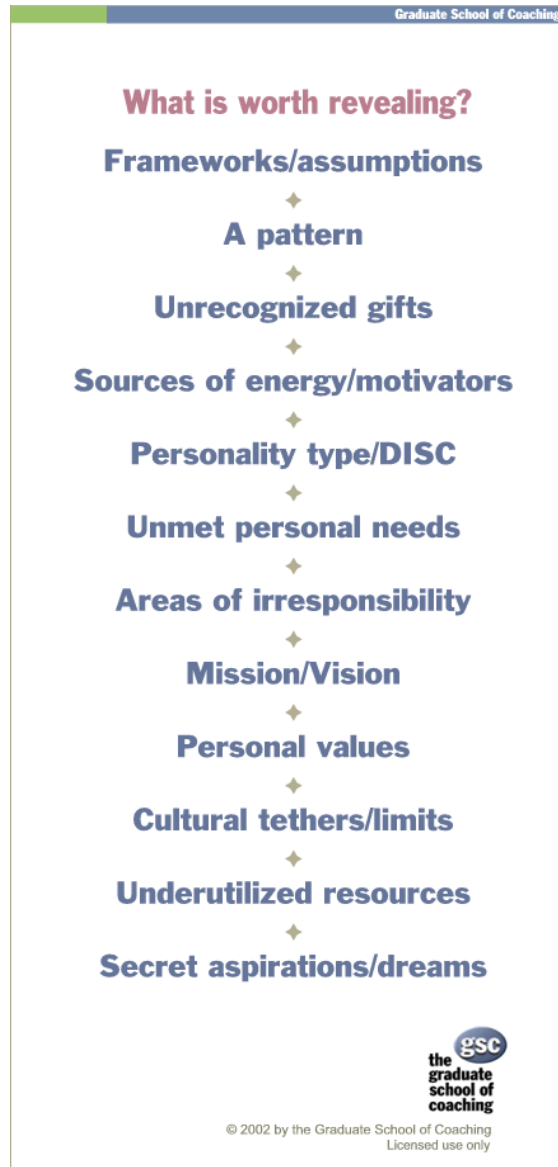 Graduate School of Coaching
What is worth revealing?
Frameworks/assumptions
A pattern
Unrecognized gifts
Sources of energy/motivators
Personality type/DISC
Unmet personal needs
Areas of irresponsibility
Mission/Vision
Personal values
Cultural tethers/limits
Underutilized resources
Secret aspirations/dreams
gsc
the
graduate
school of
coaching
© 2002 by the Graduate School of Coaching
Licensed use only